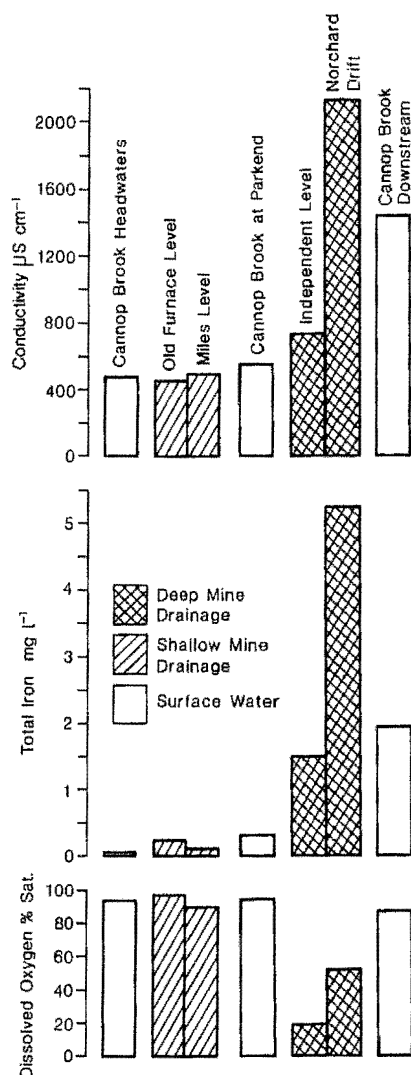 Conductivity µS cm⁻¹
2000
1600
1200
800
400
0
Cannop Brook Headwaters
Old Furnace Level
Miles Level
Cannop Brook at Parkend
Independent Level
Norchard
Drift
Cannop Brook
Downstream
Total Iron mg l⁻¹
5
4
3
2
1
0
Deep Mine
Drainage
Shallow Mine
Drainage
Surface Water
Dissolved Oxygen % Sat.
100
80
60
40
20
0